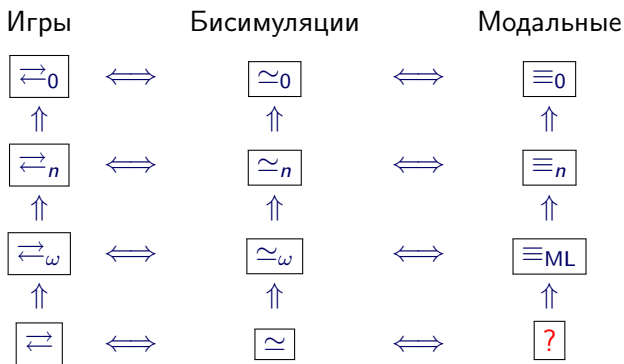 Игры Бисимуляции Модальные
⇄₀ ⟺ ≃₀ ⟺ ≡₀
⇑ ⇑ ⇑
⇄ₙ ⟺ ≃ₙ ⟺ ≡ₙ
⇑ ⇑ ⇑
⇄ω ⟺ ≃ω ⟺ ≡ML
⇑ ⇑ ⇑
⇄ ⟺ ≃ ⟺ ?